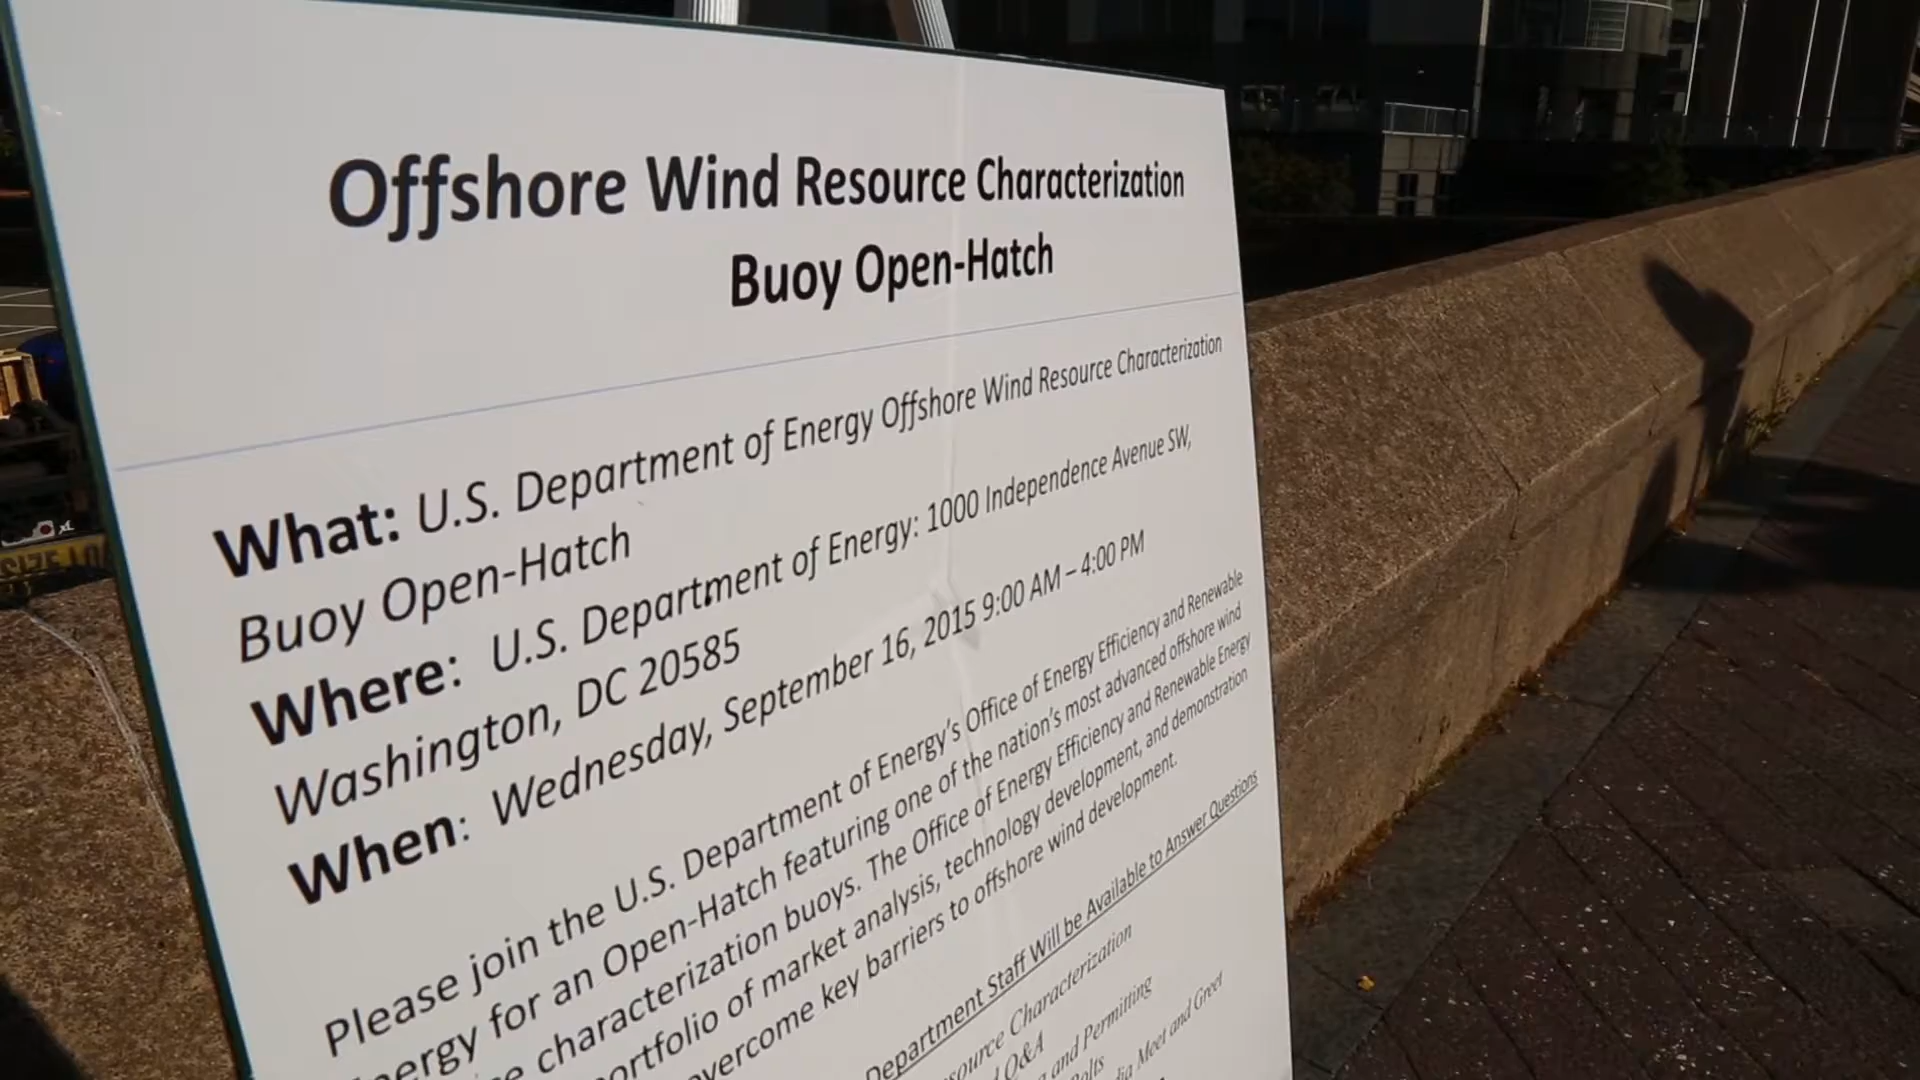 Offshore Wind Resource Characterization
Buoy Open-Hatch
What: U.S. Department of Energy Offshore Wind Resource Characterization
Buoy Open-Hatch
Where: U.S. Department of Energy: 1000 Independence Avenue SW,
Washington, DC 20585
When: Wednesday, September 16, 2015 9:00 AM – 4:00 PM
Please join the U.S. Department of Energy's Office of Energy Efficiency and Renewable
Energy for an Open-Hatch featuring one of the nation's most advanced offshore wind
characterization buoys. The Office of Energy Efficiency and Renewable Energy
portfolio of market analysis, technology development, and demonstration
overcome key barriers to offshore wind development.
Department Staff Will be Available to Answer Questions
Resource Characterization
Q&A
and Permitting
Meet and Greet